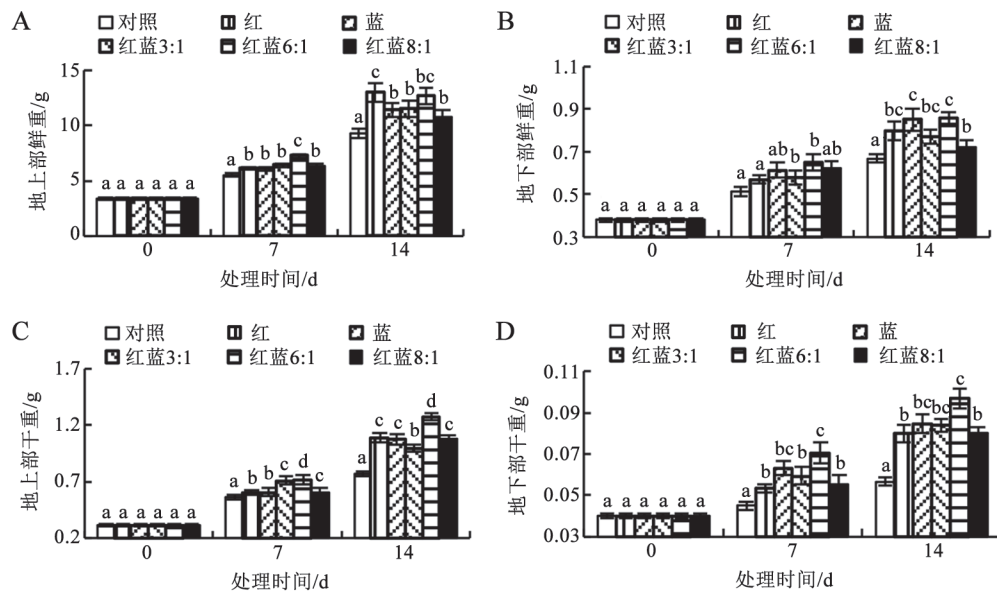 A
对照 红 蓝
红蓝3:1 红蓝6:1 红蓝8:1
地上部鲜重/g
15
10
5
0
a a a a a a
a b b b c b
a c b b bc b
0 7 14
处理时间/d
B
对照 红 蓝
红蓝3:1 红蓝6:1 红蓝8:1
地下部鲜重/g
1.1
0.9
0.7
0.5
0.3
a a a a a a
a a ab b b ab
a bc c bc c b
0 7 14
处理时间/d
C
对照 红 蓝
红蓝3:1 红蓝6:1 红蓝8:1
地上部干重/g
1.7
1.2
0.7
0.2
a a a a a a
a b b c d c
a c c b d c
0 7 14
处理时间/d
D
对照 红 蓝
红蓝3:1 红蓝6:1 红蓝8:1
地下部干重/g
0.11
0.09
0.07
0.05
0.03
a a a a a a
a b bc b c b
a b bc bc c b
0 7 14
处理时间/d